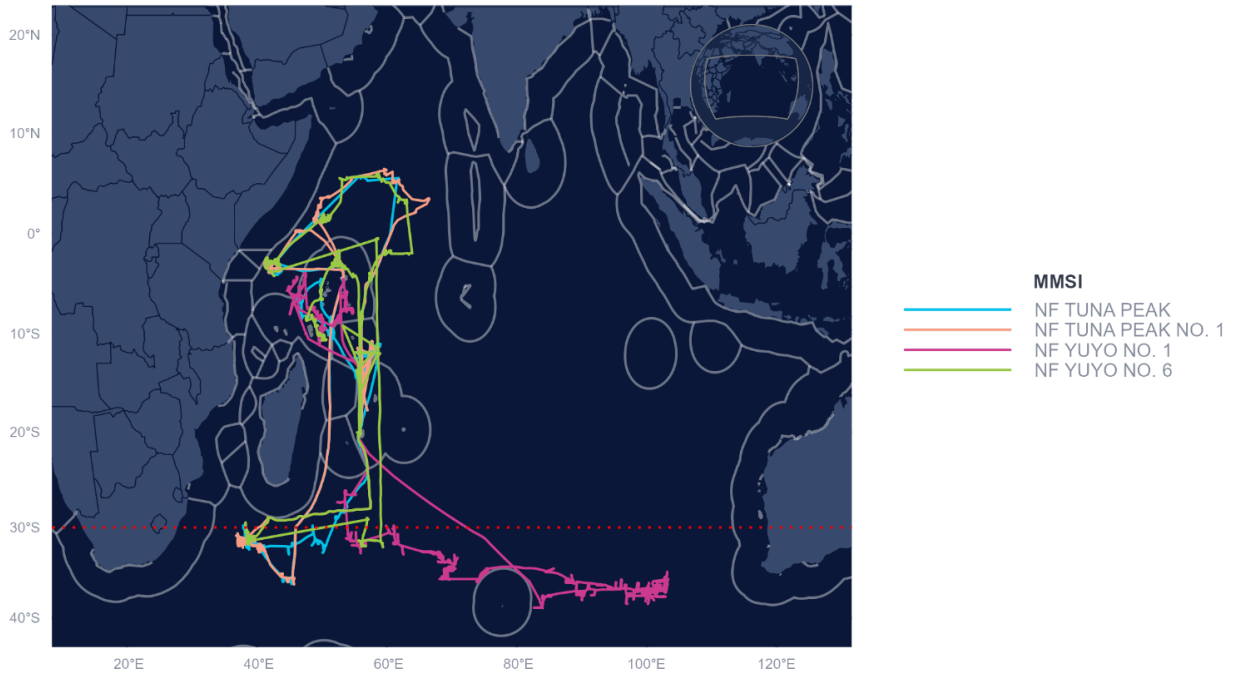 20°N
10°N
0°
10°S
20°S
30°S
40°S
20°E
40°E
60°E
80°E
100°E
120°E
MMSI
NF TUNA PEAK
NF TUNA PEAK NO. 1
NF YUYO NO. 1
NF YUYO NO. 6